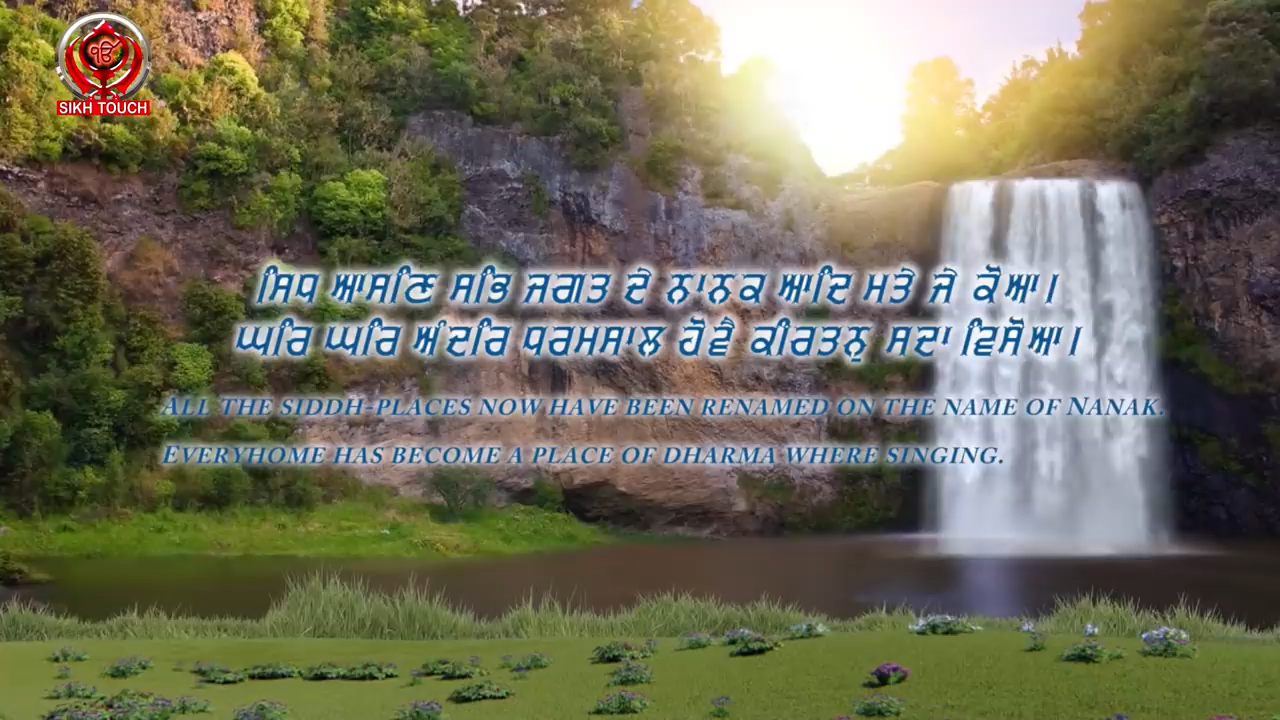 ੴ
SIKH TOUCH
ਸਿਧ ਆਸਣਿ ਸਭਿ ਜਗਤ ਦੇ ਨਾਨਕ ਆਦਿ ਮਤੇ ਜੇ ਕੋਆ।
ਘਰਿ ਘਰਿ ਅੰਦਰਿ ਧਰਮਸਾਲ ਹੋਵੈ ਕੀਰਤਨੁ ਸਦਾ ਵਿਸੋਆ।
ALL THE SIDDH-PLACES NOW HAVE BEEN RENAMED ON THE NAME OF NANAK.
EVERYHOME HAS BECOME A PLACE OF DHARMA WHERE SINGING.